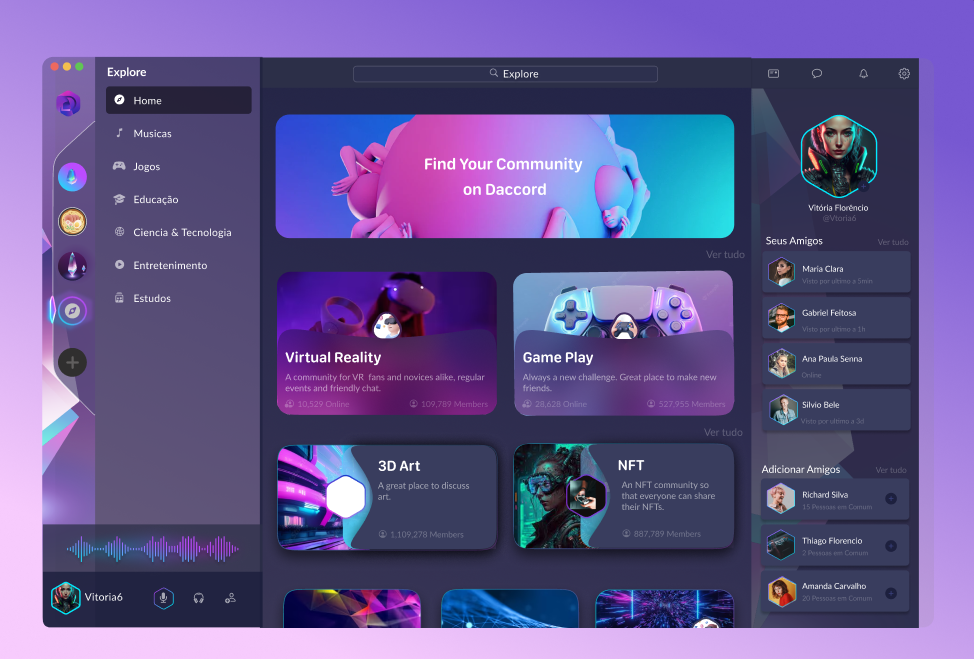 Explore
Home
Musicas
Jogos
Educação
Ciencia & Tecnologia
Entretenimento
Estudos
Vitoria6
Explore
Find Your Community
on Daccord
Ver tudo
Virtual Reality
A community for VR fans and novices alike, regular
events and friendly chat.
10,529 Online
109,789 Members
Game Play
Always a new challenge. Great place to make new
friends.
28,628 Online
527,955 Members
Ver tudo
3D Art
A great place to discuss
art.
1,109,278 Members
NFT
An NFT community so
that everyone can share
their NFTs.
887,789 Members
Vitória Florêncio
@Vtoria6
Seus Amigos
Ver tudo
Maria Clara
Visto por ultimo a 5min
Gabriel Feitosa
Visto por ultimo a 1h
Ana Paula Senna
Online
Silvio Bele
Visto por ultimo a 3d
Adicionar Amigos
Ver tudo
Richard Silva
15 Pessoas em Comum
Thiago Florencio
2 Pessoas em Comum
Amanda Carvalho
20 Pessoas em Comum